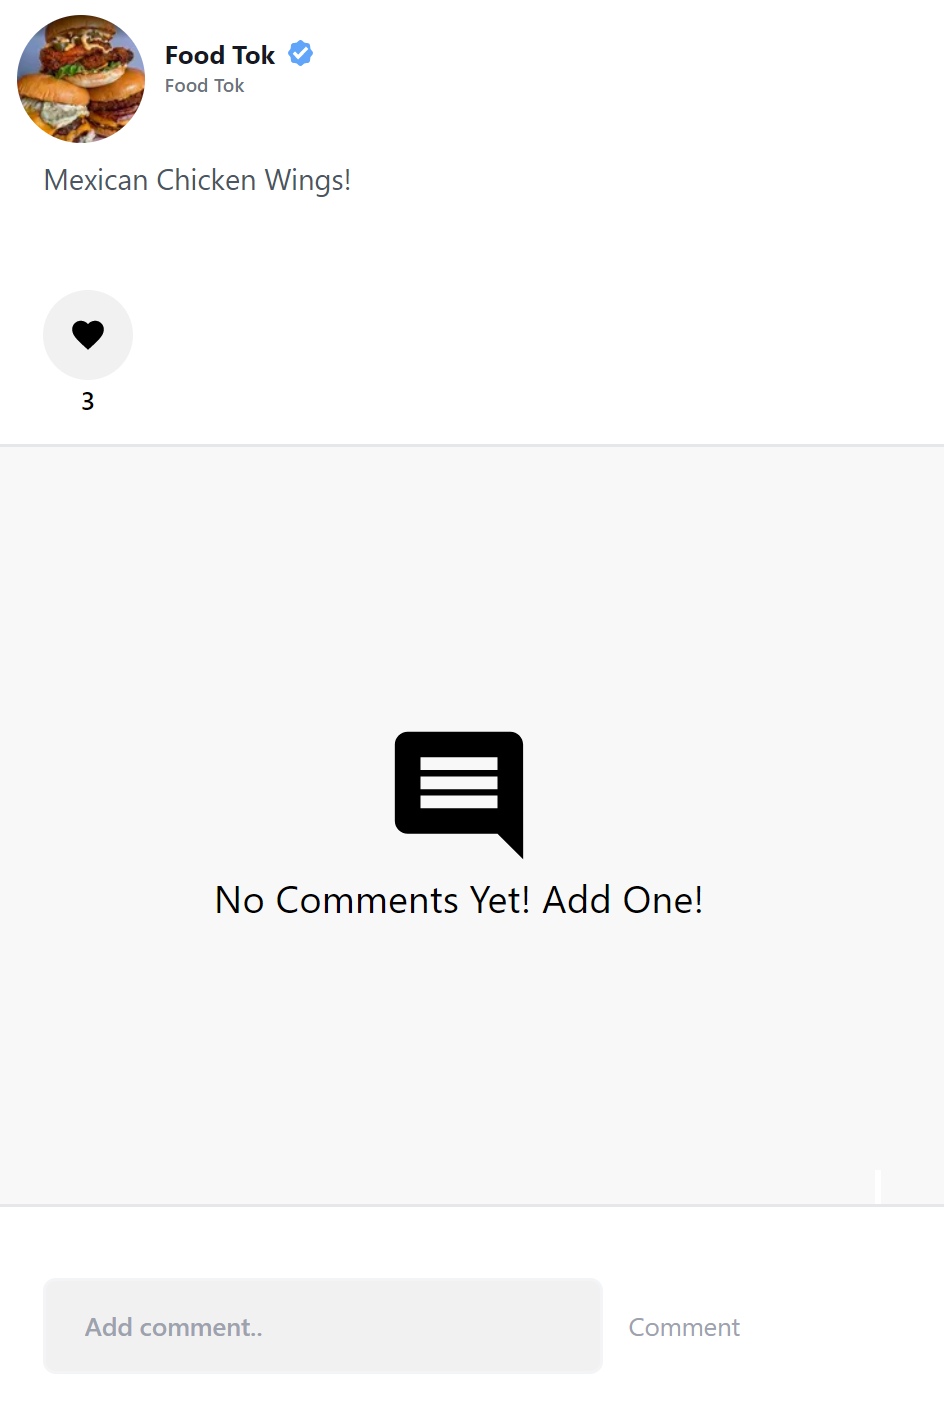 Food Tok
Food Tok
Mexican Chicken Wings!
3
No Comments Yet! Add One!
Add comment..
Comment